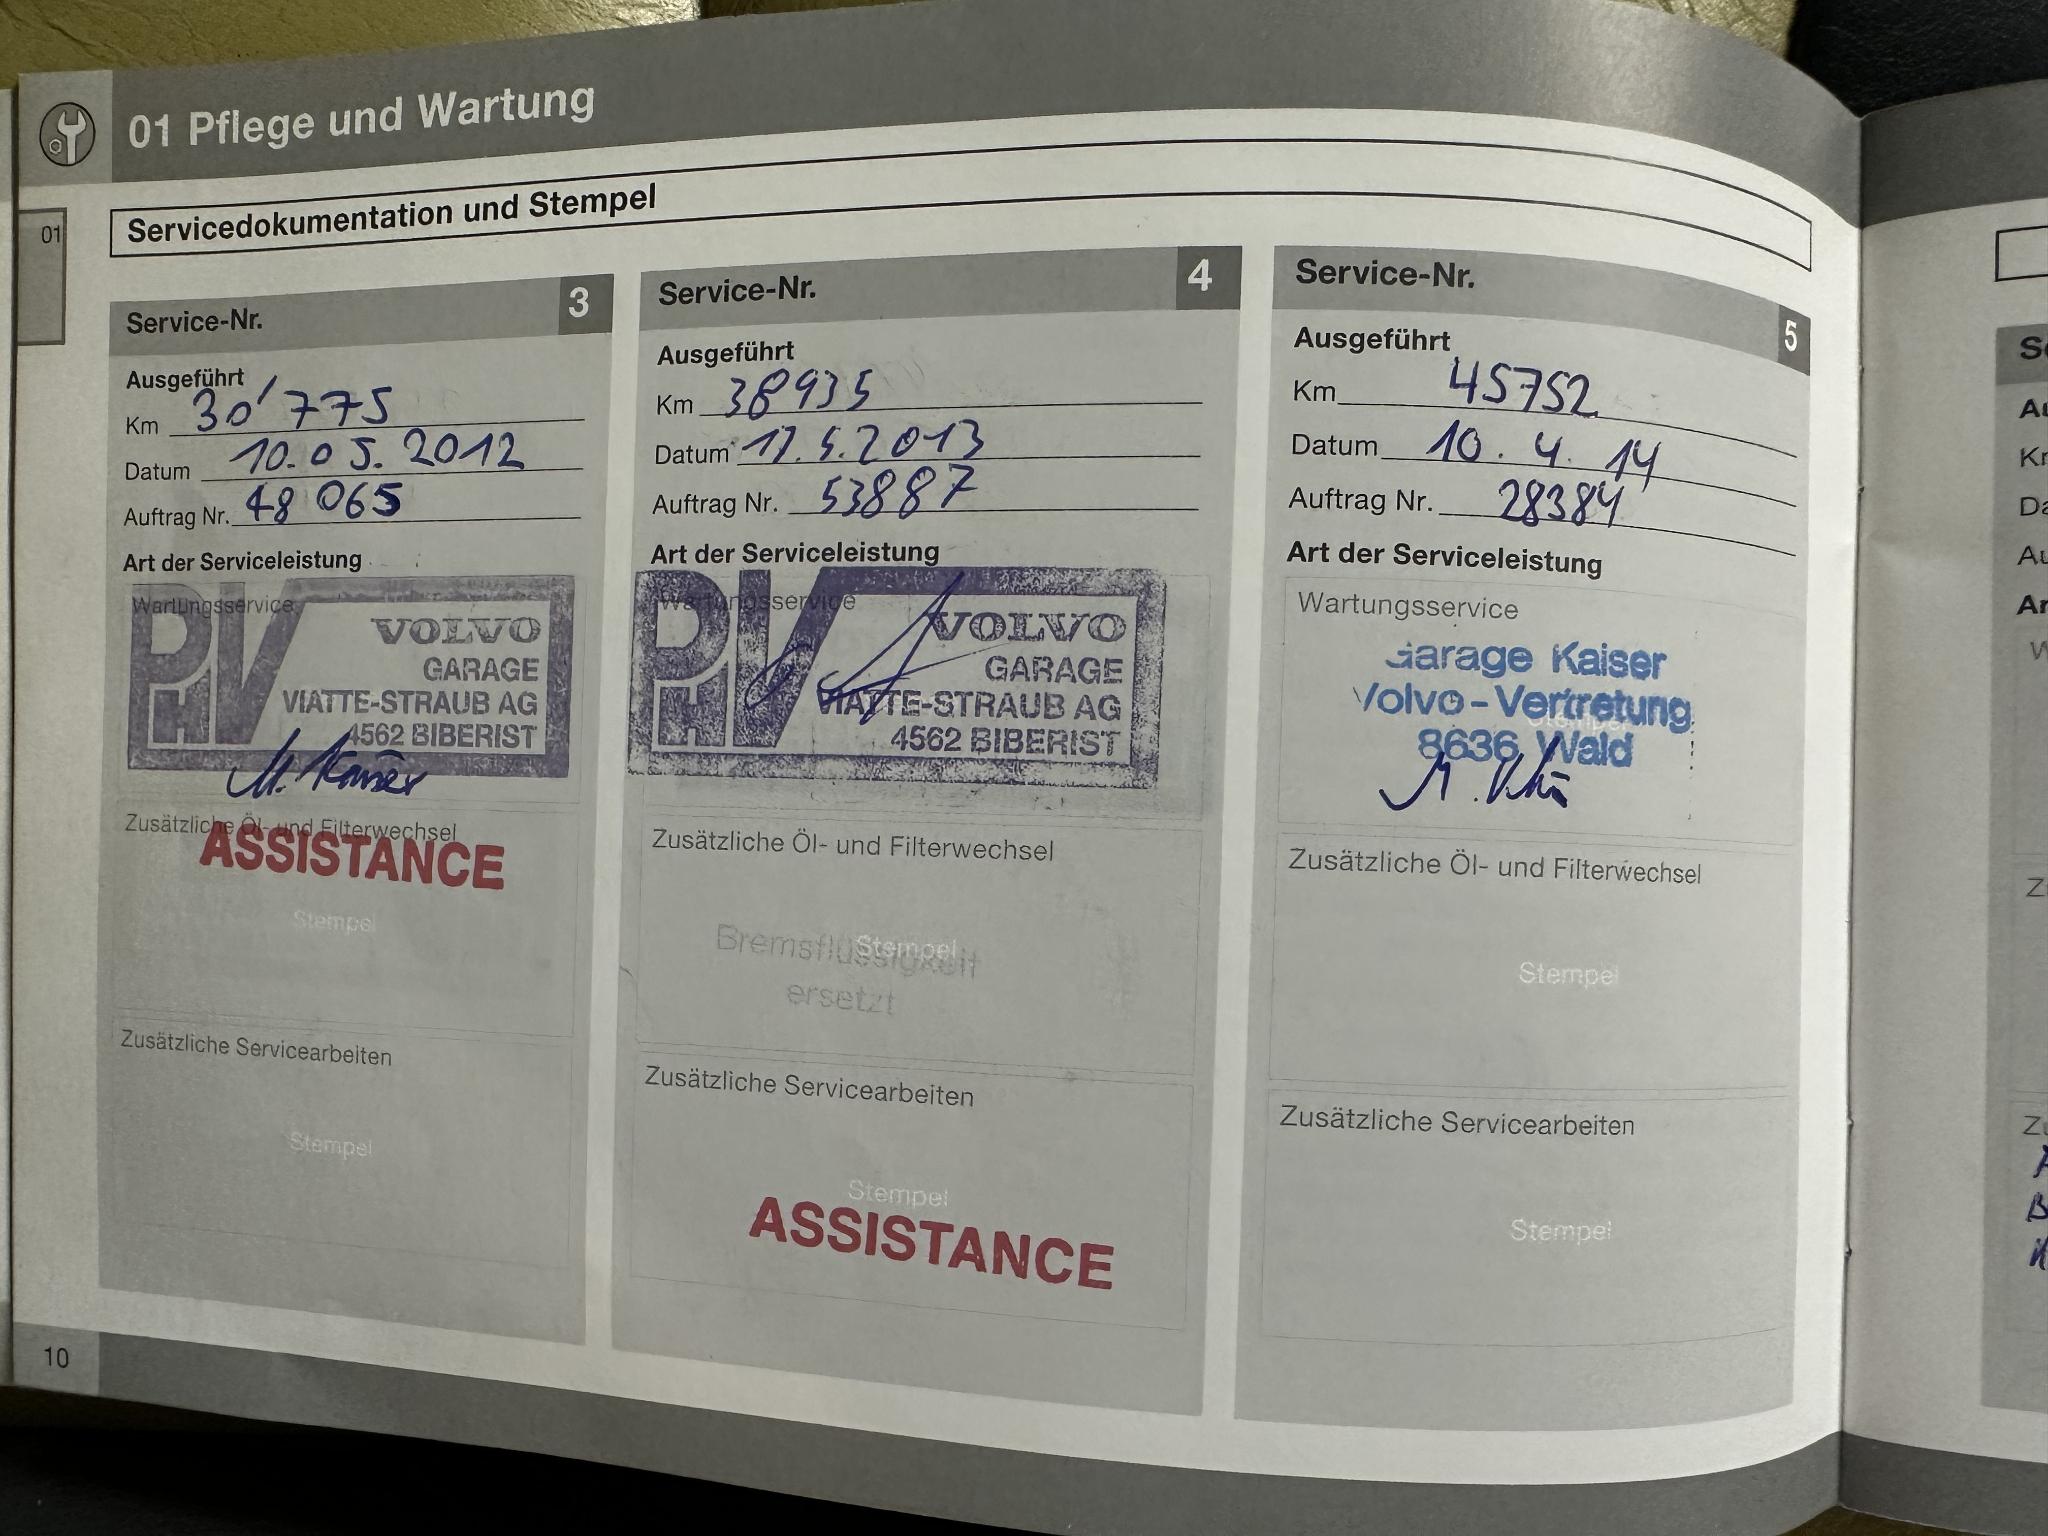 01 Pflege und Wartung
01
Servicedokumentation und Stempel
Service-Nr. 3
Ausgeführt
Km 30'775
Datum 10.05.2012
Auftrag Nr. 48 065
Art der Serviceleistung
Wartungsservice
PV
H
VOLVO
GARAGE
VIATTE-STRAUB AG
4562 BIBERIST
M. Kaiser
Zusätzliche Öl- und Filterwechsel
ASSISTANCE
Stempel
Zusätzliche Servicearbeiten
Stempel
Service-Nr. 4
Ausgeführt
Km 38935
Datum 17.5.2013
Auftrag Nr. 53887
Art der Serviceleistung
Wartungsservice
PV
H
VOLVO
GARAGE
VIATTE-STRAUB AG
4562 BIBERIST
Zusätzliche Öl- und Filterwechsel
Stempel
Bremsflüssigkeit
ersetzt
Zusätzliche Servicearbeiten
Stempel
ASSISTANCE
Service-Nr. 5
Ausgeführt
Km 45752
Datum 10.4.14
Auftrag Nr. 28384
Art der Serviceleistung
Wartungsservice
Garage Kaiser
Volvo-Vertretung
Stempel
8636 Wald
Zusätzliche Öl- und Filterwechsel
Stempel
Zusätzliche Servicearbeiten
Stempel
10